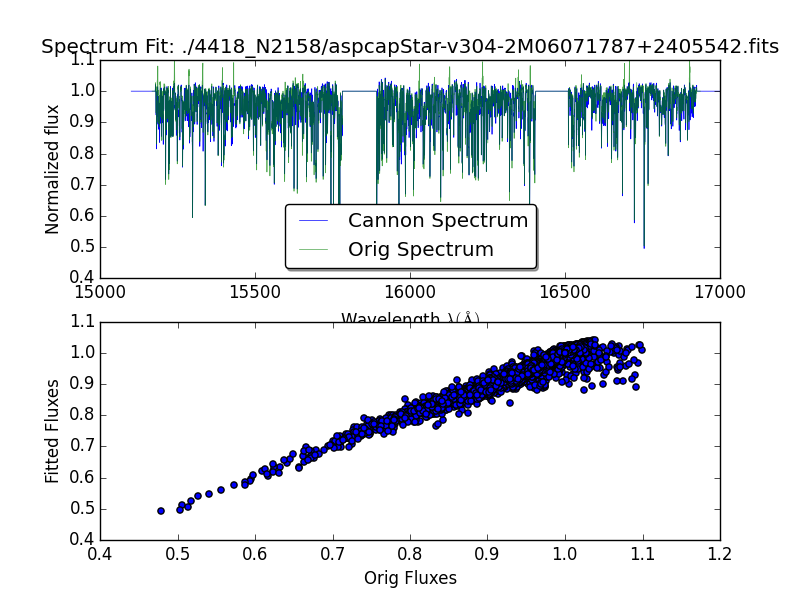 Spectrum Fit: ./4418_N2158/aspcapStar-v304-2M06071787+2405542.fits
1.1
1.0
0.9
0.8
0.7
0.6
0.5
0.4
Normalized flux
Cannon Spectrum
Orig Spectrum
15000 15500 16000 16500 17000
Wavelength λ(Å)
1.1
1.0
0.9
0.8
0.7
0.6
0.5
0.4
Fitted Fluxes
0.4 0.5 0.6 0.7 0.8 0.9 1.0 1.1 1.2
Orig Fluxes